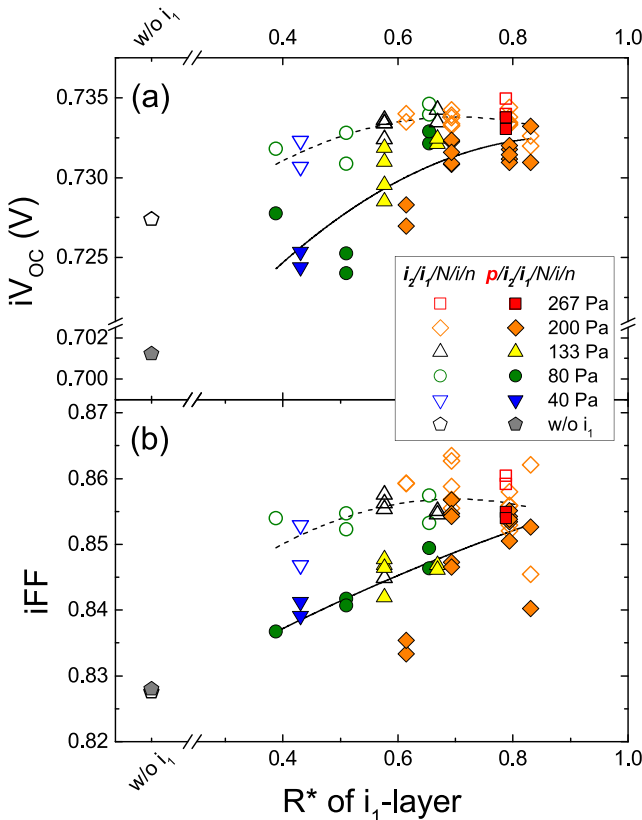 w/o i₁
0.4 0.6 0.8 1.0
(a)
0.735
0.730
0.725
0.702
0.700
iV_OC (V)
i₂/i₁/N/i/n p/i₂/i₁/N/i/n
267 Pa
200 Pa
133 Pa
80 Pa
40 Pa
w/o i₁
(b)
0.87
0.86
0.85
0.84
0.83
0.82
iFF
w/o i₁
0.4 0.6 0.8 1.0
R* of i₁-layer